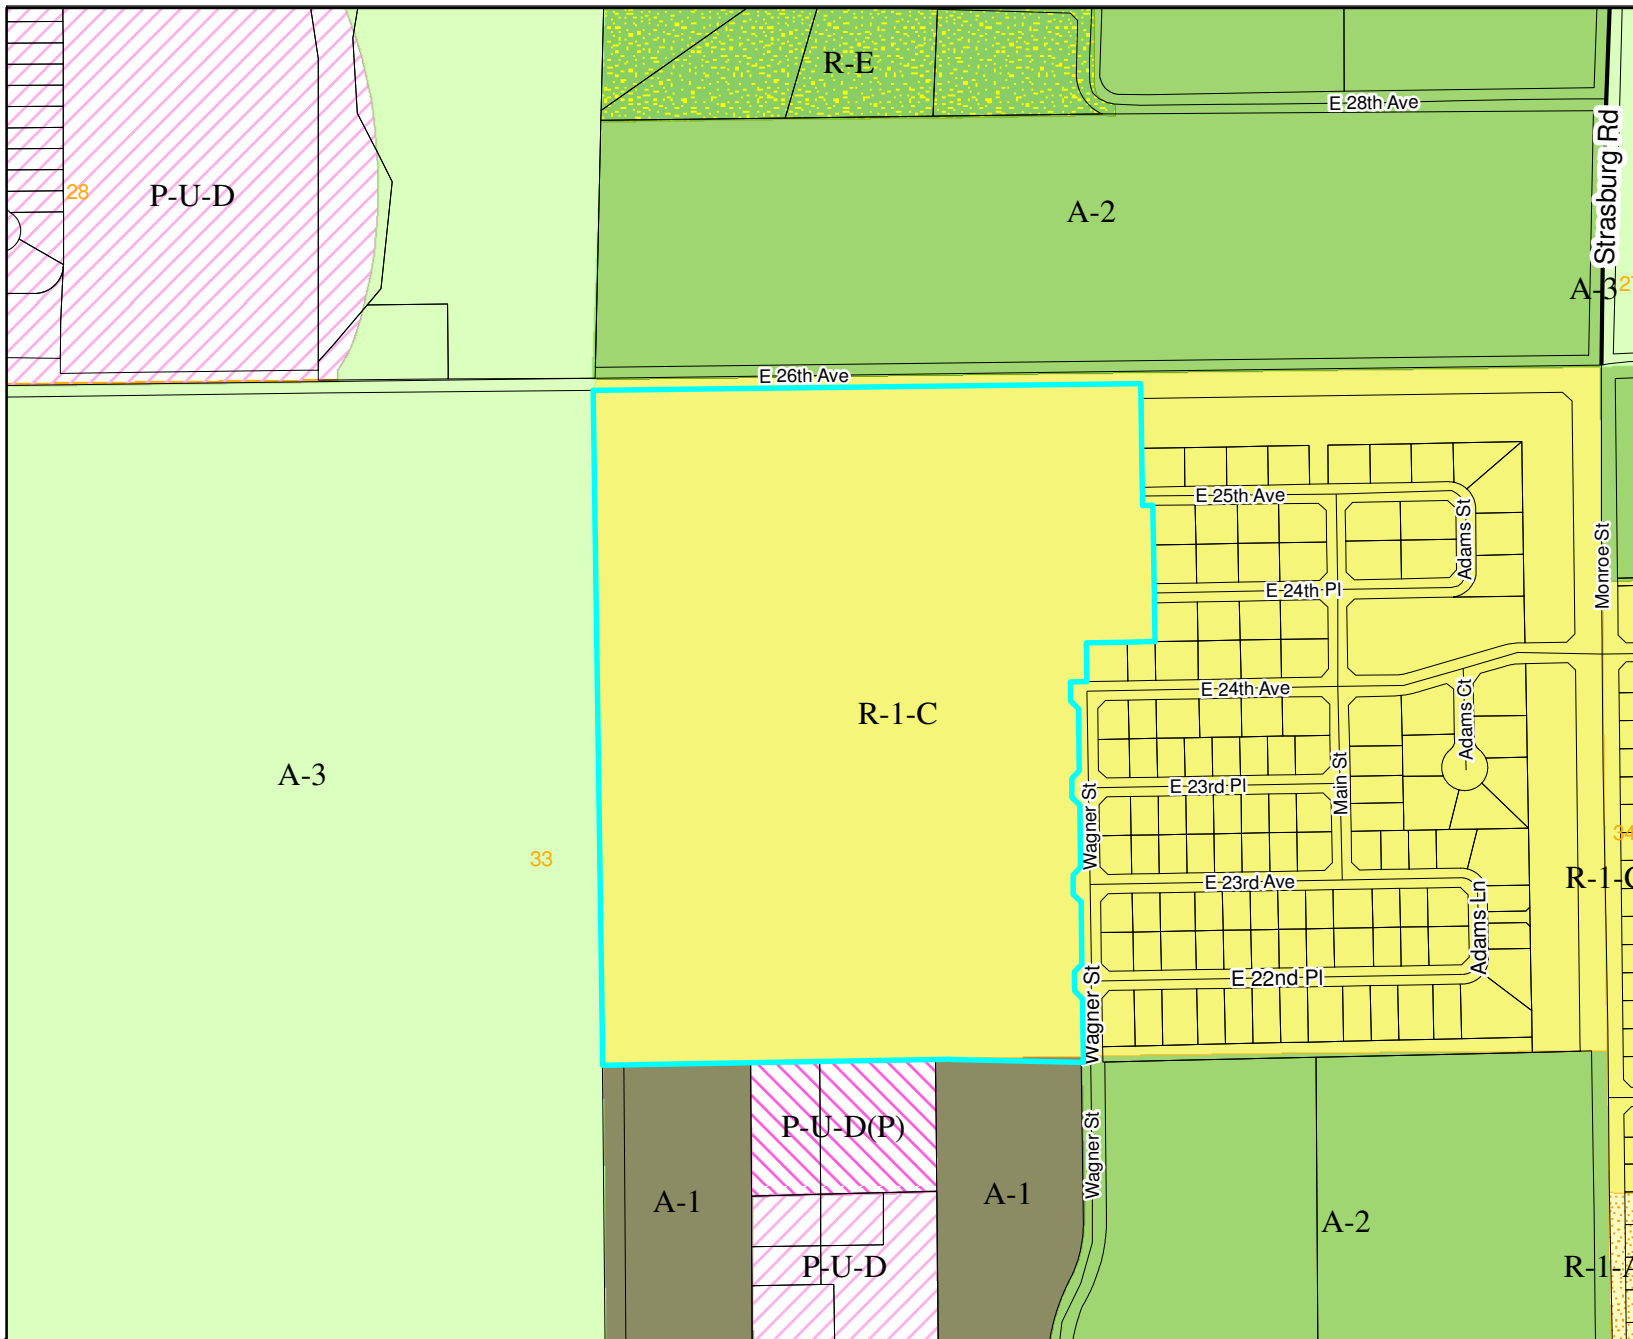 R-E
E 28th Ave
Strasburg Rd
28
P-U-D
A-2
A-3
E 26th Ave
E 25th Ave
Adams St
Monroe St
E 24th Pl
E 24th Ave
Adams Ct
R-1-C
A-3
Main St
E 23rd Pl
Wagner St
33
34
E 23rd Ave
Adams Ln
Wagner St
E 22nd Pl
P-U-D(P)
Wagner St
A-1
A-1
A-2
P-U-D